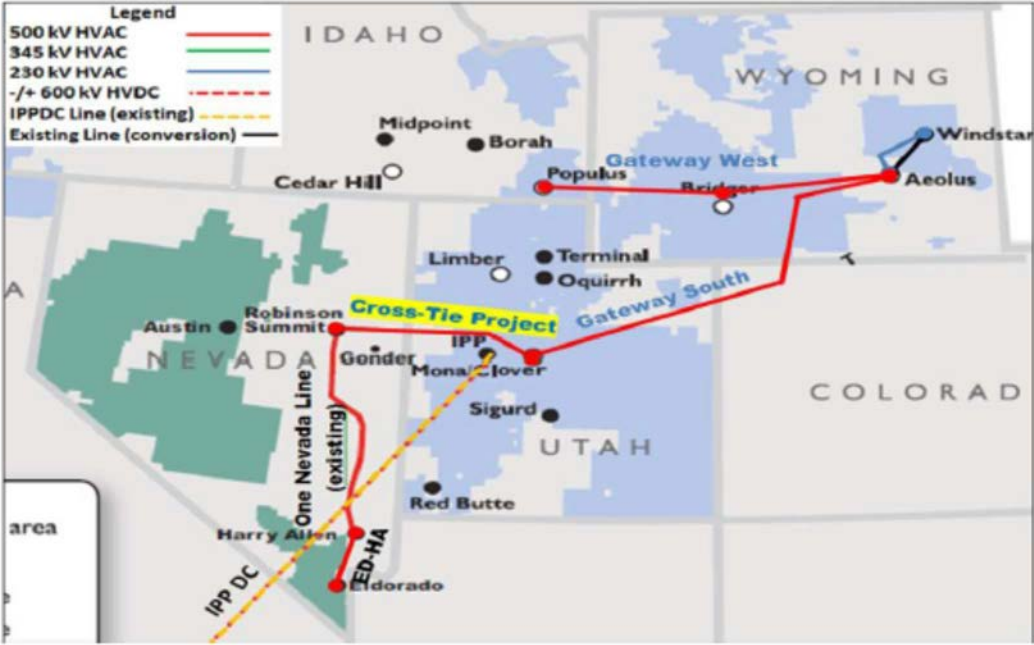 Legend
500 kV HVAC
345 kV HVAC
230 kV HVAC
-/+ 600 kV HVDC
IPPDC Line (existing)
Existing Line (conversion)
IDAHO
WYOMING
Midpoint
Borah
Windstar
Cedar Hill
Populus
Gateway West
Bridger
Aeolus
A
Limber
Terminal
Oquirrh
T
Gateway South
Austin
Robinson
Summit
Cross-Tie Project
NEVADA
Gonder
IPP
Mona/Clover
COLORAD
One Nevada Line
(existing)
Sigurd
UTAH
Red Butte
area
Harry Allen
ED-HA
Eldorado
IPP DC